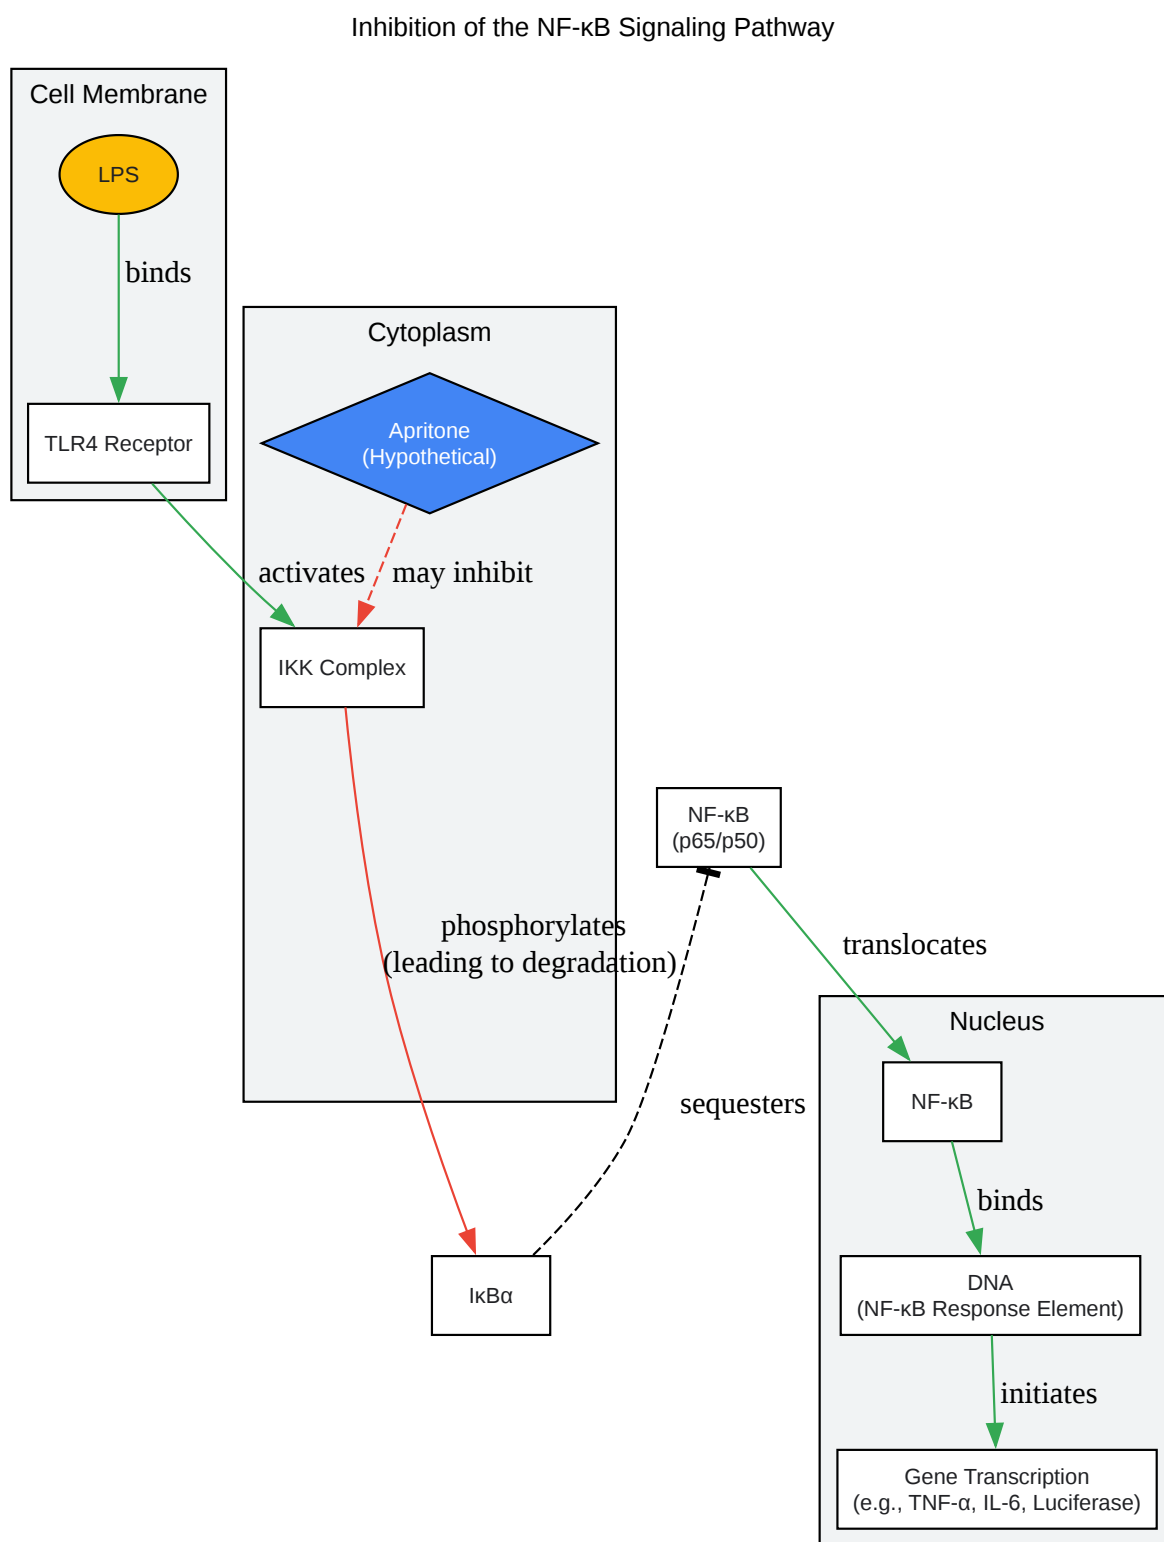 Inhibition of the NF-κB Signaling Pathway
Cell Membrane
LPS
binds
TLR4 Receptor
Cytoplasm
Apritone
(Hypothetical)
activates
may inhibit
IKK Complex
NF-κB
(p65/p50)
phosphorylates
(leading to degradation)
translocates
Nucleus
NF-κB
sequesters
binds
IκBα
DNA
(NF-κB Response Element)
initiates
Gene Transcription
(e.g., TNF-α, IL-6, Luciferase)